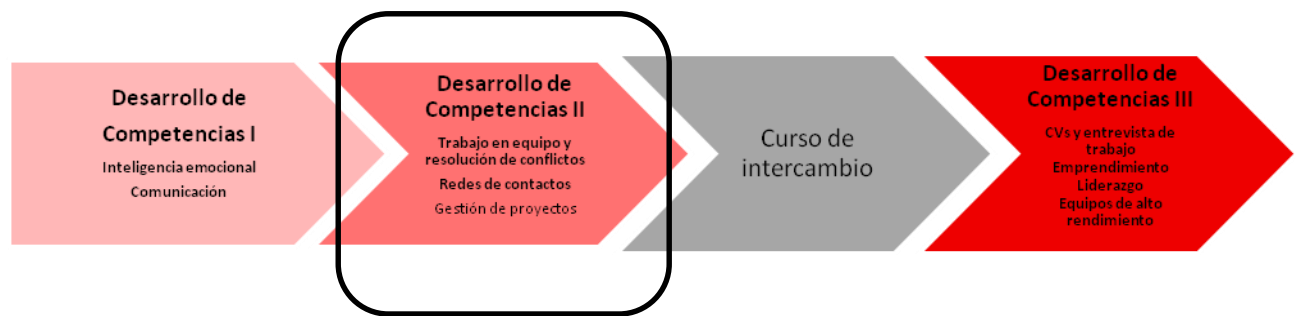 Desarrollo de
Competencias I
Inteligencia emocional
Comunicación
Desarrollo de
Competencias II
Trabajo en equipo y
resolución de conflictos
Redes de contactos
Gestión de proyectos
Curso de
intercambio
Desarrollo de
Competencias III
CVs y entrevista de
trabajo
Emprendimiento
Liderazgo
Equipos de alto
rendimiento